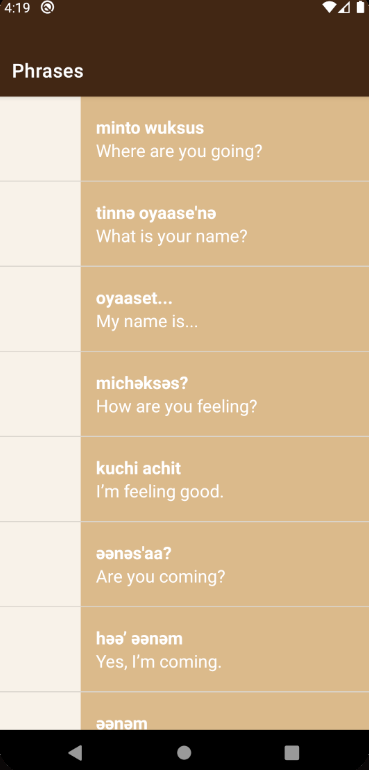 4:19
Phrases
minto wuksus
Where are you going?
tinnə oyaase'nə
What is your name?
oyaaset...
My name is...
michəksəs?
How are you feeling?
kuchi achit
I’m feeling good.
əənəs'aa?
Are you coming?
həə’ əənəm
Yes, I’m coming.
əənəm